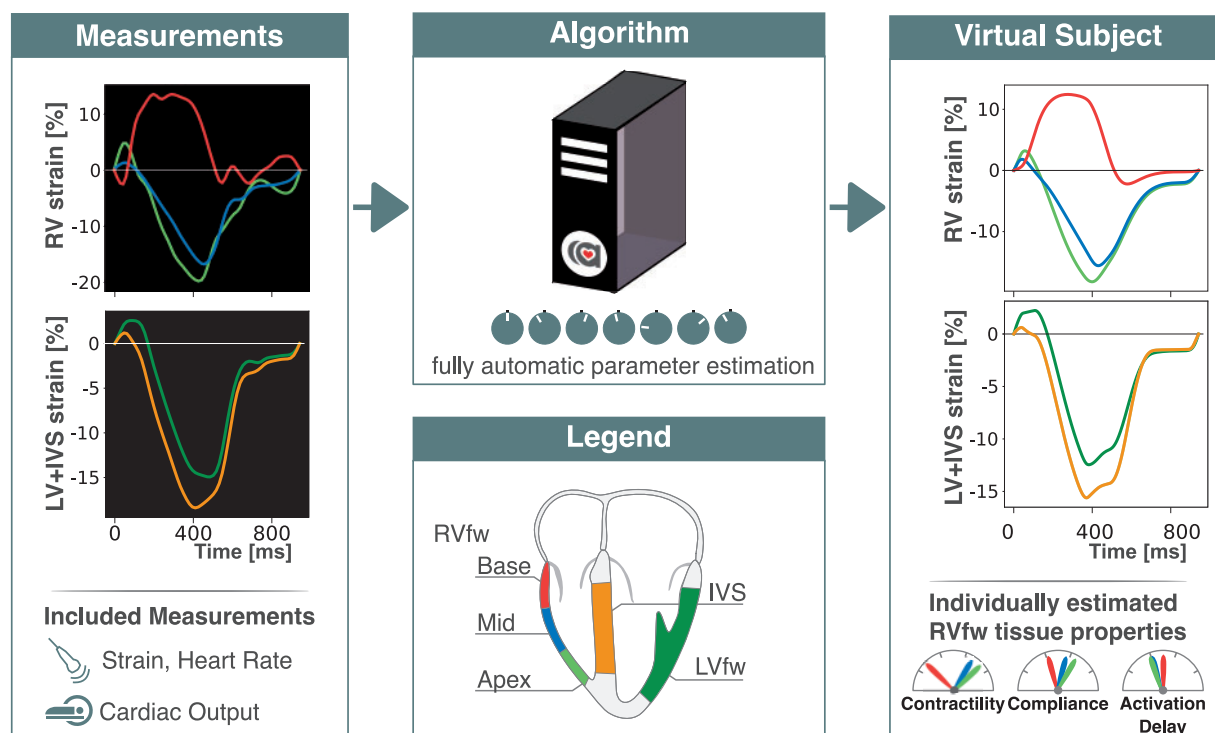 Measurements
RV strain [%]
10
0
-10
-20
LV+IVS strain [%]
0
-5
-10
-15
0
400
800
Time [ms]
Included Measurements
Strain, Heart Rate
Cardiac Output
Algorithm
fully automatic parameter estimation
Legend
RVfw
Base
Mid
Apex
IVS
LVfw
Virtual Subject
RV strain [%]
10
0
-10
LV+IVS strain [%]
0
-5
-10
-15
0
400
800
Time [ms]
Individually estimated
RVfw tissue properties
Contractility
Compliance
Activation
Delay